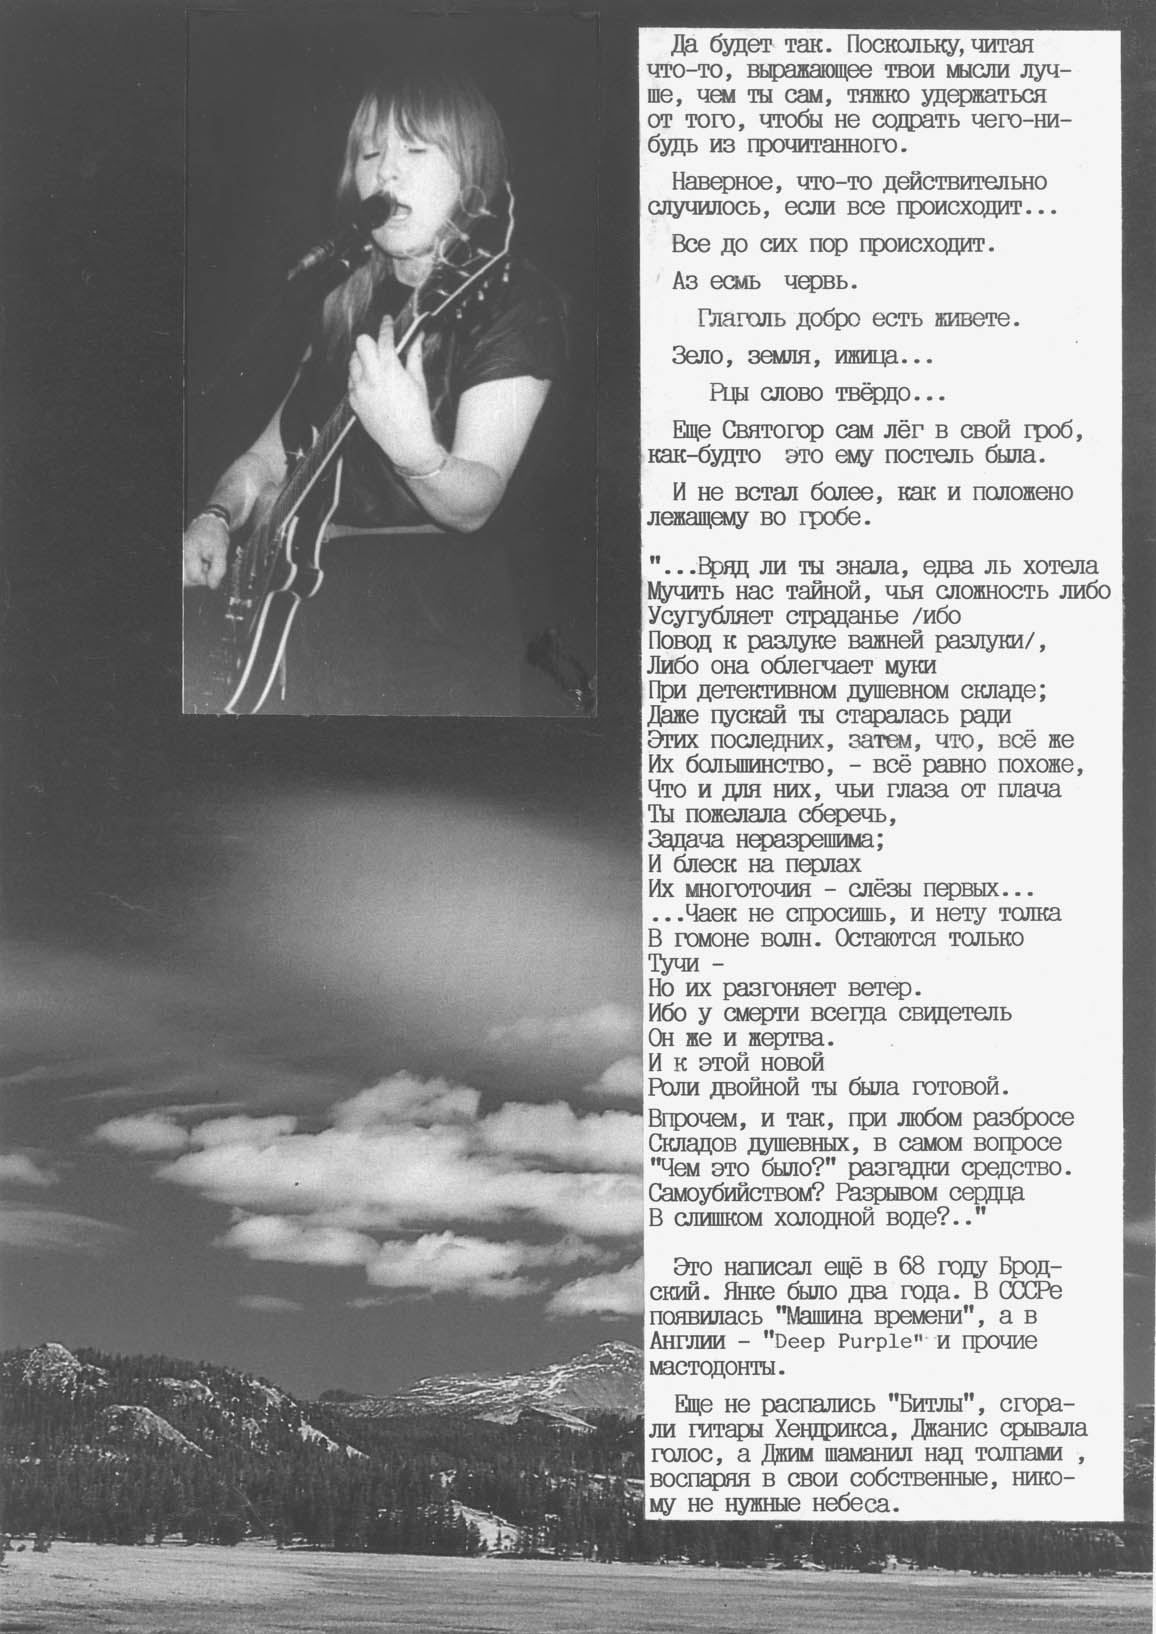 Да будет так. Поскольку, читая
что-то, выражающее твои мысли луч-
ше, чем ты сам, тяжко удержаться
от того, чтобы не содрать чего-ни-
будь из прочитанного.
Наверное, что-то действительно
случилось, если все происходит...
Все до сих пор происходит.
Аз есмь червь.
Глаголь добро есть живете.
Зело, земля, ижица...
Рцы слово твёрдо...
Еще Святогор сам лёг в свой гроб,
как-будто это ему постель была.
И не встал более, как и положено
лежащему во гробе.
"...Вряд ли ты знала, едва ль хотела
Мучить нас тайной, чья сложность либо
Усугубляет страданье /ибо
Повод к разлуке важней разлуки/,
Либо она облегчает муки
При детективном душевном складе;
Даже пускай ты старалась ради
Этих последних, затем, что, всё же
Их большинство, - всё равно похоже,
Что и для них, чьи глаза от плача
Ты пожелала сберечь,
Задача неразрешима;
И блеск на перлах
Их многоточия - слёзы первых...
...Чаек не спросишь, и нету толка
В гомоне волн. Остаются только
Тучи -
Но их разгоняет ветер.
Ибо у смерти всегда свидетель
Он же и жертва.
И к этой новой
Роли двойной ты была готовой.
Впрочем, и так, при любом разбросе
Складов душевных, в самом вопросе
"Чем это было?" разгадки средство.
Самоубийством? Разрывом сердца
В слишком холодной воде?.."
Это написал ещё в 68 году Брод-
ский. Янке было два года. В СССРе
появилась "Машина времени", а в
Англии - "Deep Purple" и прочие
мастодонты.
Еще не распались "Битлы", сгора-
ли гитары Хендрикса, Джанис срывала
голос, а Джим шаманил над толпами ,
воспаряя в свои собственные, нико-
му не нужные небеса.